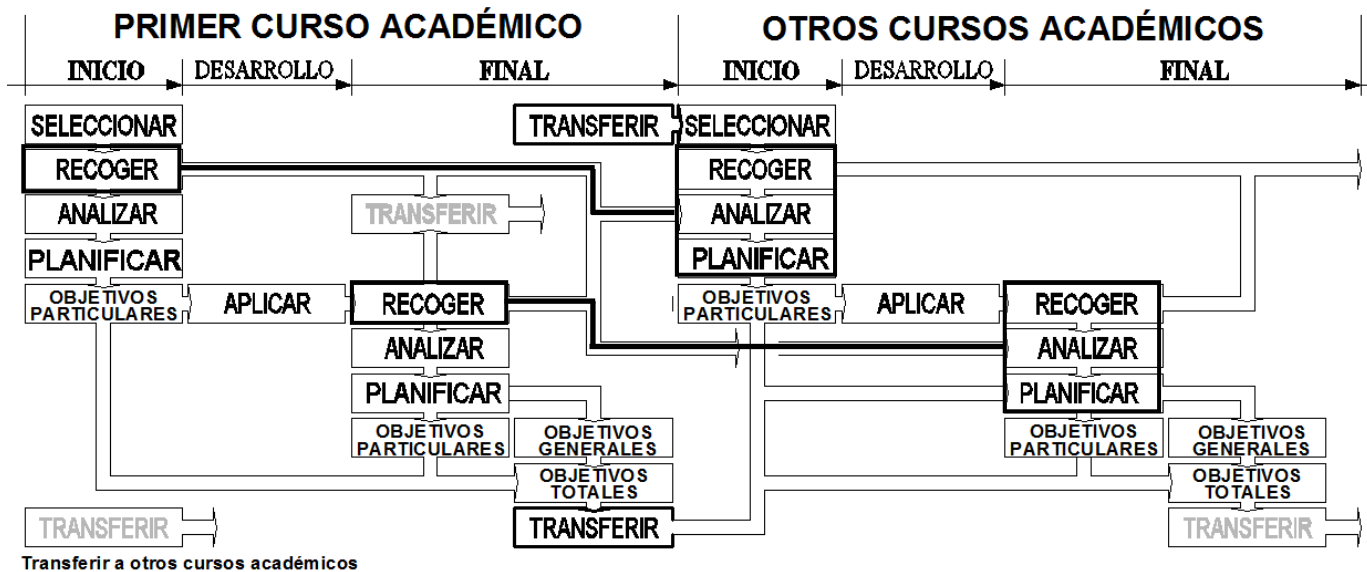 PRIMER CURSO ACADÉMICO
OTROS CURSOS ACADÉMICOS
INICIO
DESARROLLO
FINAL
INICIO
DESARROLLO
FINAL
SELECCIONAR
TRANSFERIR
SELECCIONAR
RECOGER
RECOGER
ANALIZAR
TRANSFERIR
ANALIZAR
PLANIFICAR
PLANIFICAR
OBJETIVOS
PARTICULARES
APLICAR
RECOGER
OBJETIVOS
PARTICULARES
APLICAR
RECOGER
ANALIZAR
ANALIZAR
PLANIFICAR
PLANIFICAR
OBJETIVOS
PARTICULARES
OBJETIVOS
GENERALES
OBJETIVOS
PARTICULARES
OBJETIVOS
GENERALES
OBJETIVOS
TOTALES
OBJETIVOS
TOTALES
TRANSFERIR
TRANSFERIR
TRANSFERIR
Transferir a otros cursos académicos